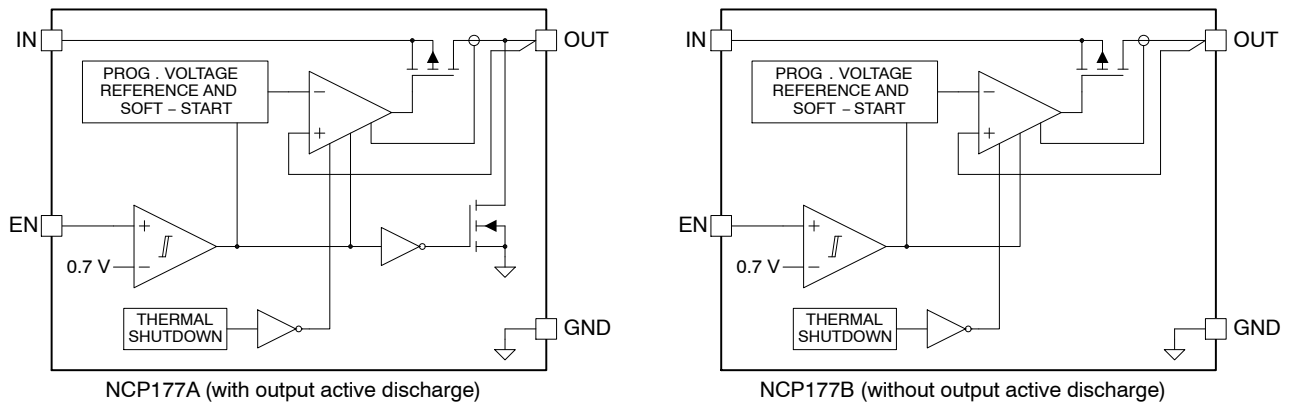 IN
OUT
PROG . VOLTAGE
REFERENCE AND
SOFT − START
−
+
EN
+
−
0.7 V
THERMAL
SHUTDOWN
GND
NCP177A (with output active discharge)
IN
OUT
PROG . VOLTAGE
REFERENCE AND
SOFT − START
−
+
EN
+
−
0.7 V
THERMAL
SHUTDOWN
GND
NCP177B (without output active discharge)